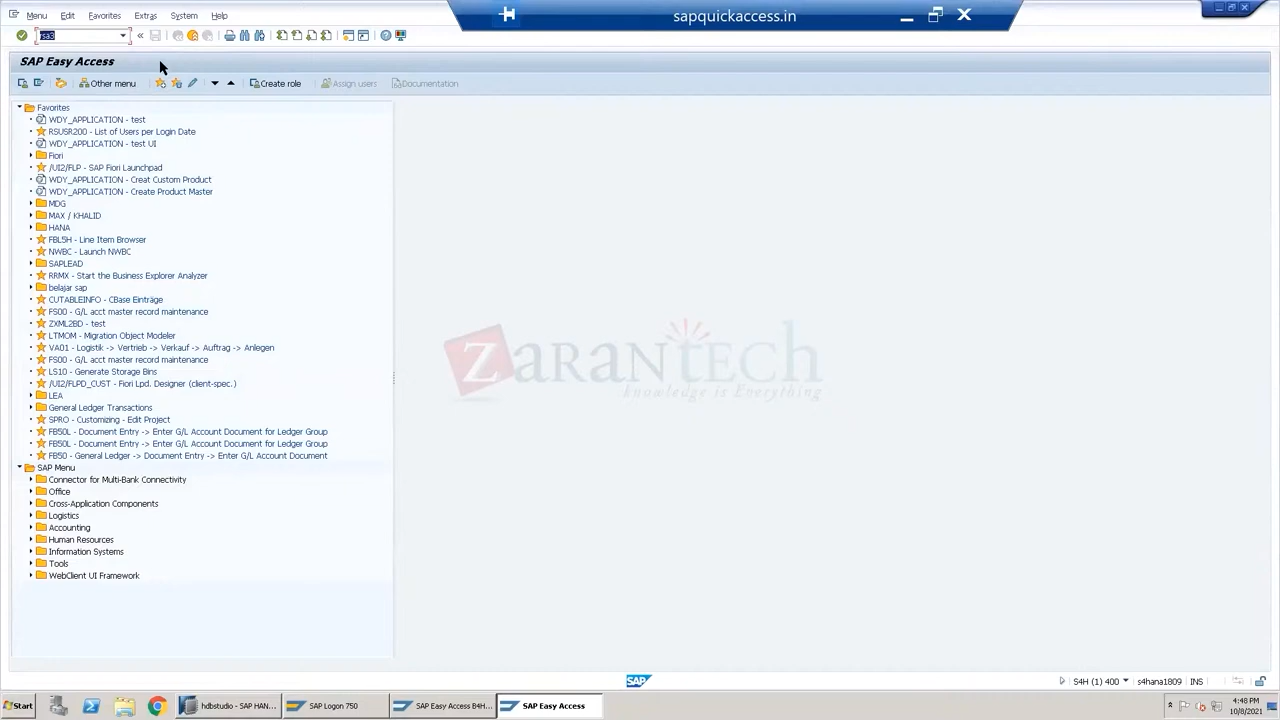 Menu Edit Favorites Extras System Help
sapquickaccess.in
rsa3
SAP Easy Access
Other menu Create role Assign users Documentation
Favorites
WDY_APPLICATION - test
RSUSR200 - List of Users per Login Date
WDY_APPLICATION - test UI
Fiori
/UI2/FLP - SAP Fiori Launchpad
WDY_APPLICATION - Creat Custom Product
WDY_APPLICATION - Create Product Master
MDG
MAX / KHALID
HANA
FBL5H - Line Item Browser
NWBC - Launch NWBC
SAPLEAD
RRMX - Start the Business Explorer Analyzer
belajar sap
CUTABLEINFO - CBase Einträge
FS00 - G/L acct master record maintenance
ZXML2BD - test
LTMOM - Migration Object Modeler
VA01 - Logistik -> Vertrieb -> Verkauf -> Auftrag -> Anlegen
FS00 - G/L acct master record maintenance
LS10 - Generate Storage Bins
/UI2/FLPD_CUST - Fiori Lpd. Designer (client-spec.)
LEA
General Ledger Transactions
SPRO - Customizing - Edit Project
FB50L - Document Entry -> Enter G/L Account Document for Ledger Group
FB50L - Document Entry -> Enter G/L Account Document for Ledger Group
FB50 - General Ledger -> Document Entry -> Enter G/L Account Document
SAP Menu
Connector for Multi-Bank Connectivity
Office
Cross-Application Components
Logistics
Accounting
Human Resources
Information Systems
Tools
WebClient UI Framework
ZARANTECH
knowledge is Everything
SAP
S4H (1) 400 s4hana1809 INS
Start
hdbstudio - SAP HAN...
SAP Logon 750
SAP Easy Access B4H...
SAP Easy Access
4:48 PM
10/8/2021